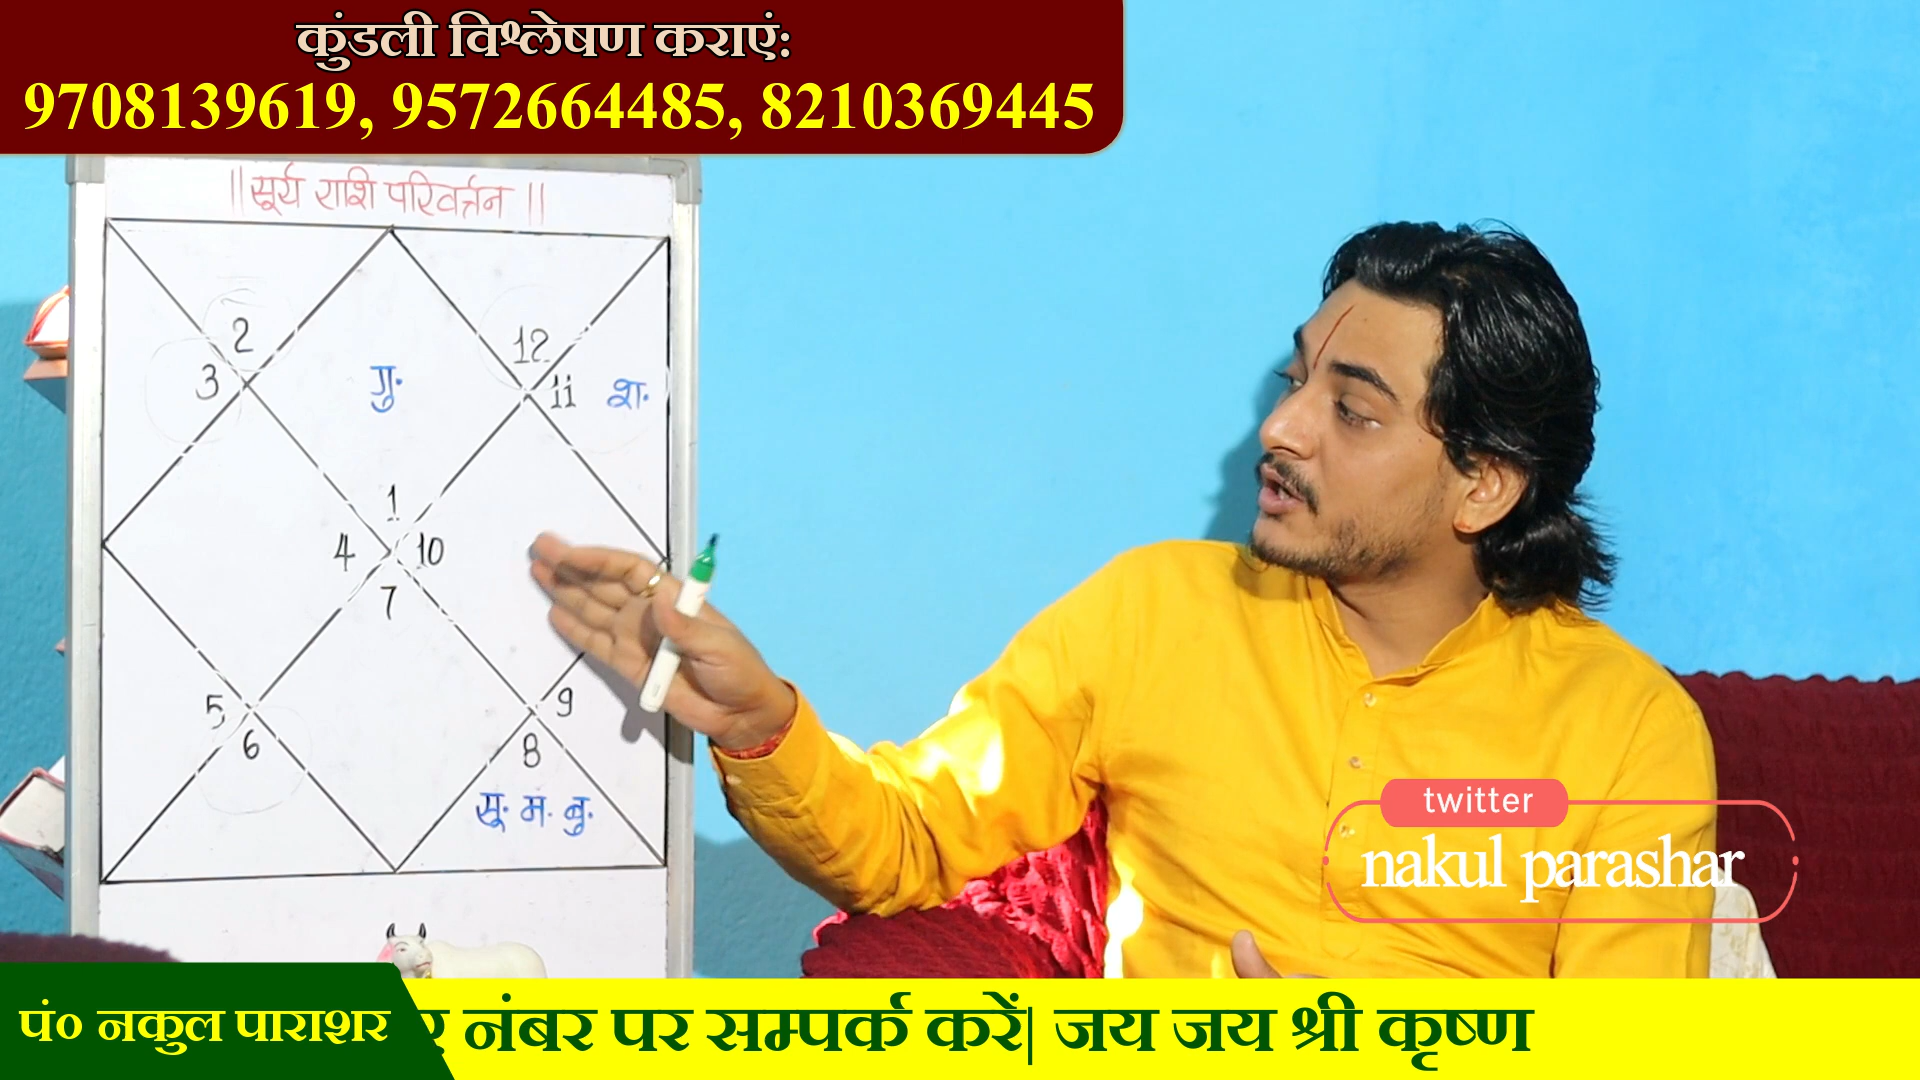 कुंडली विश्लेषण कराएं:
9708139619, 9572664485, 8210369445
||सूर्य राशि परिवर्त्तन ||
2
12
3
गु.
11
श.
1
4
10
7
5
9
6
8
सू. म. बु.
twitter
nakul parashar
पं० नकुल पाराशर
नंबर पर सम्पर्क करें| जय जय श्री कृष्ण